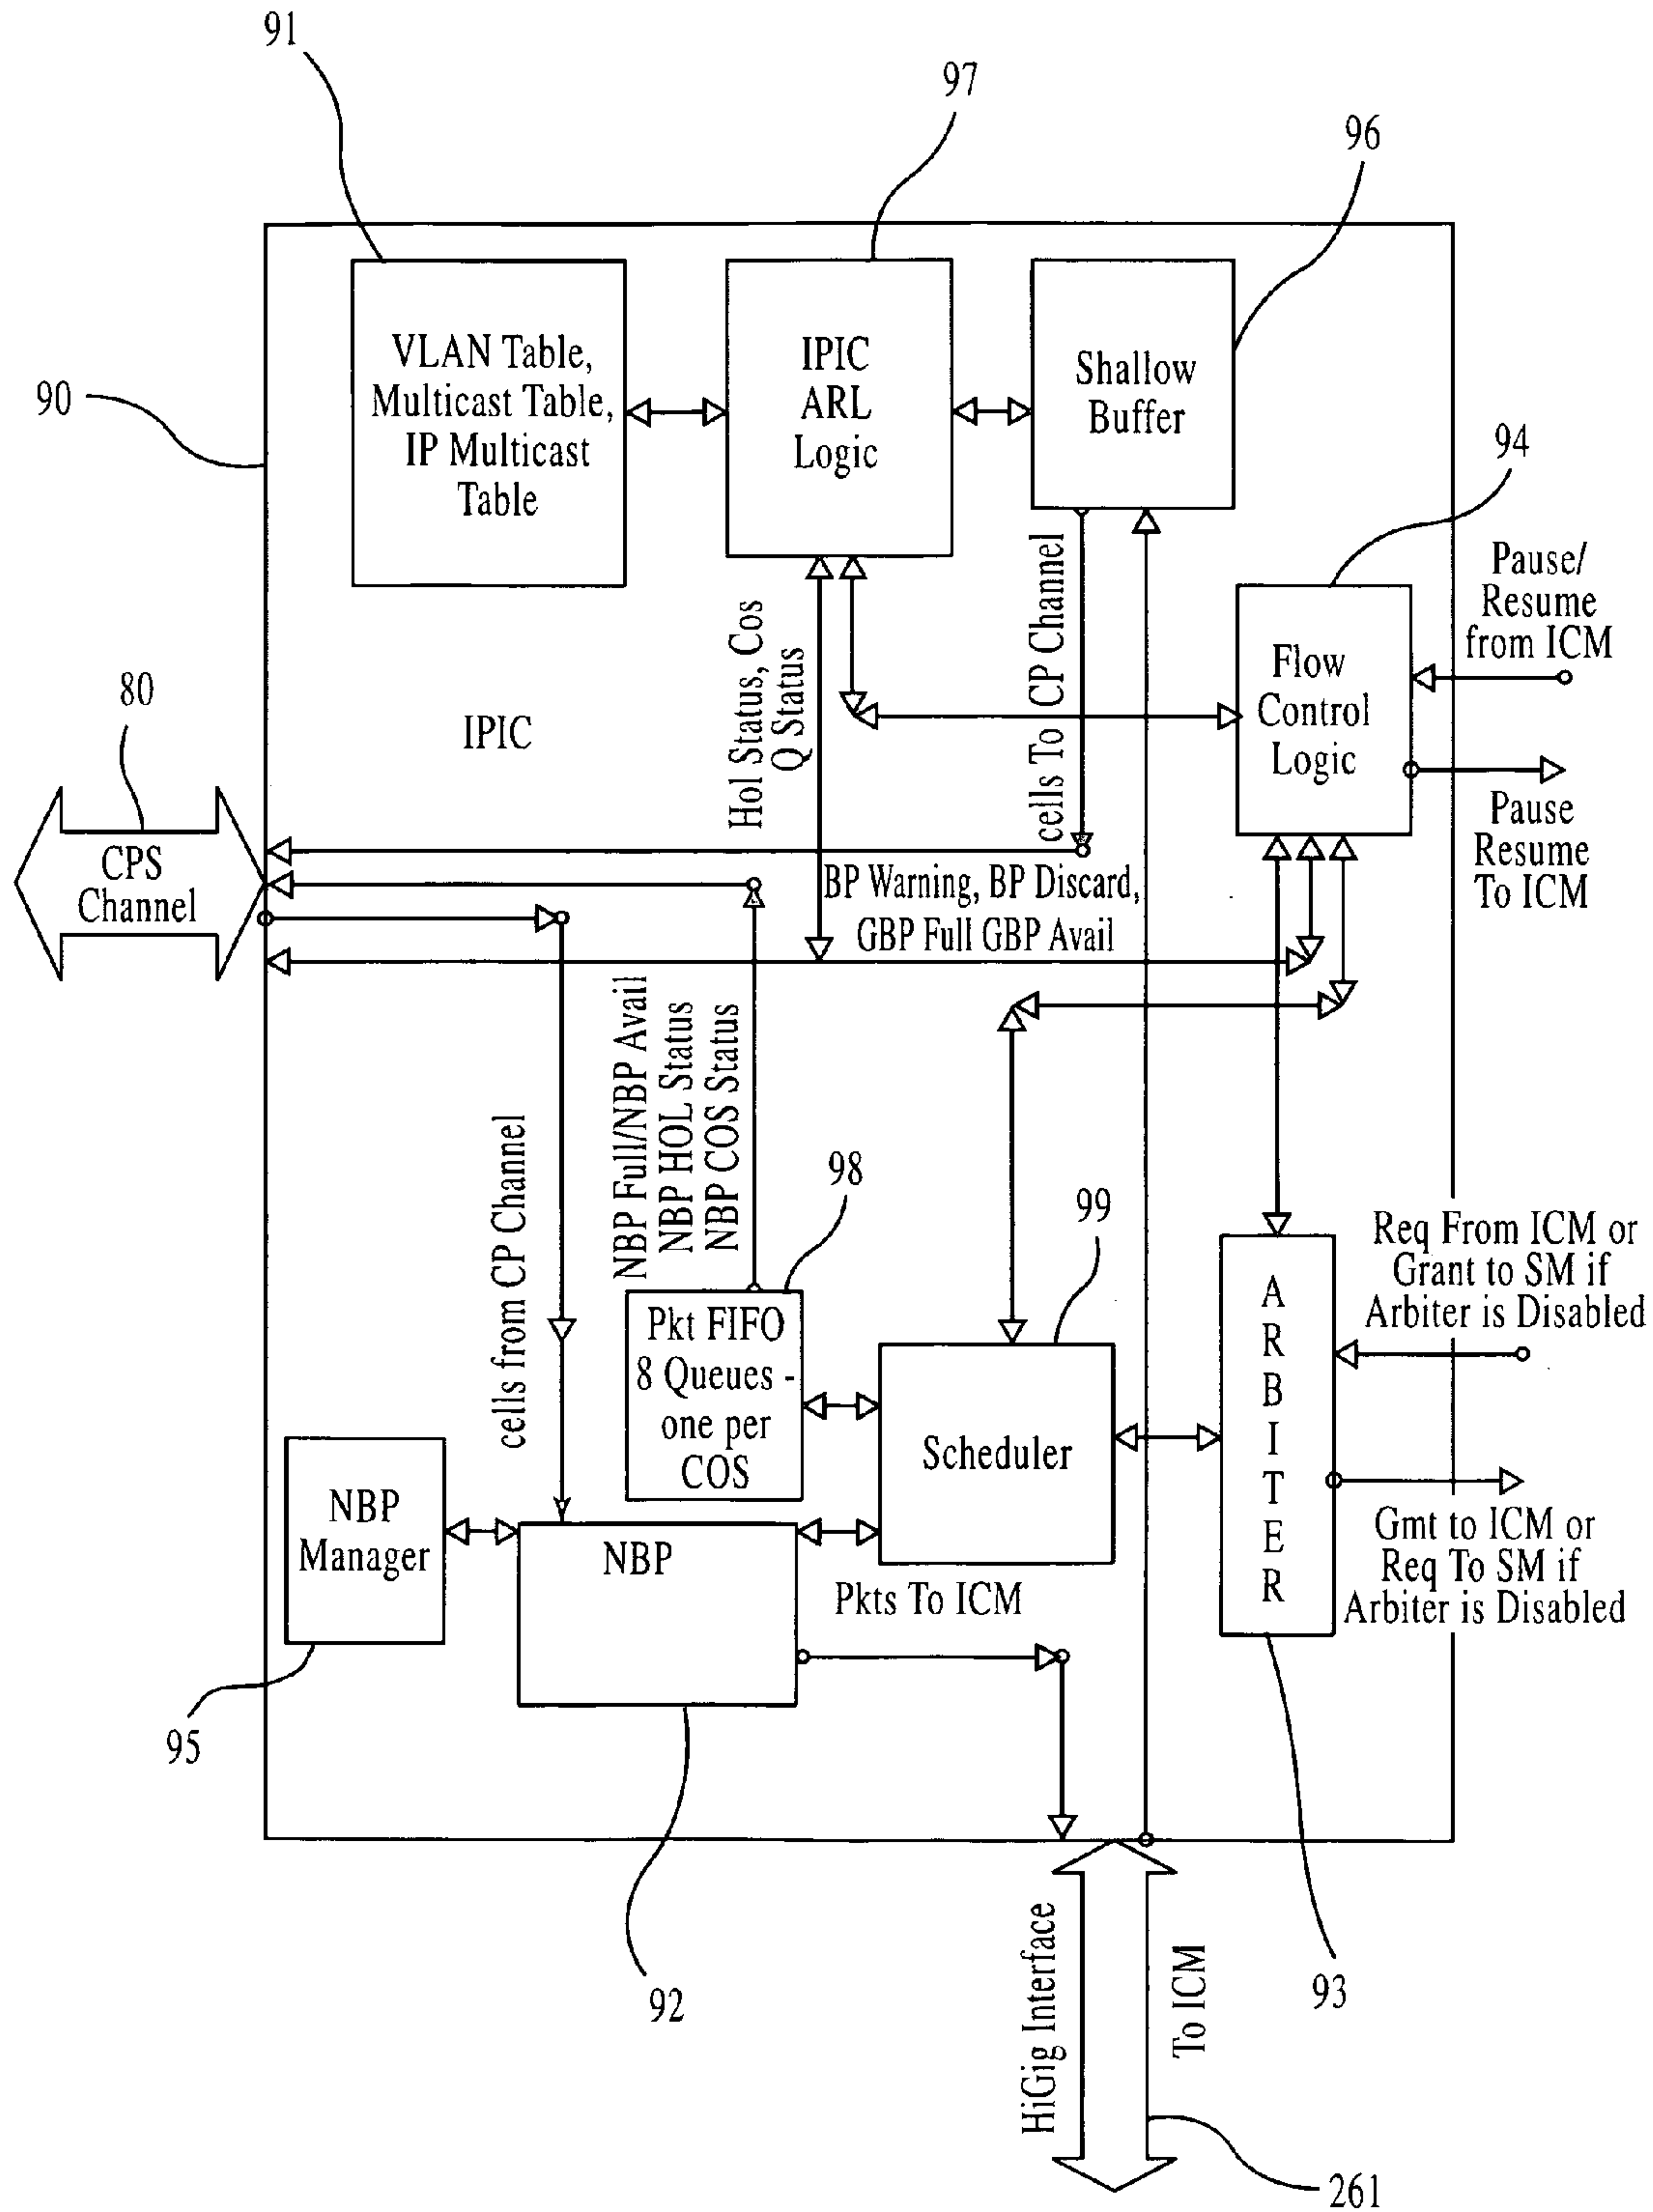 91
97
96
90
VLAN Table,
Multicast Table,
IP Multicast
Table
IPIC
ARL
Logic
Shallow
Buffer
94
Pause/
Resume
from ICM
Flow
Control
Logic
Pause
Resume
To ICM
80
CPS
Channel
IPIC
Hol Status, Cos
Q Status
cells To CP Channel
BP Warning, BP Discard,
GBP Full GBP Avail
NBP Full/NBP Avail
NBP HOL Status
NBP COS Status
cells from CP Channel
98
99
Pkt FIFO
8 Queues -
one per
COS
Scheduler
ARBITER
Req From ICM or
Grant to SM if
Arbiter is Disabled
Gmt to ICM or
Req To SM if
Arbiter is Disabled
NBP
Manager
NBP
Pkts To ICM
95
92
93
HiGig Interface
To ICM
261